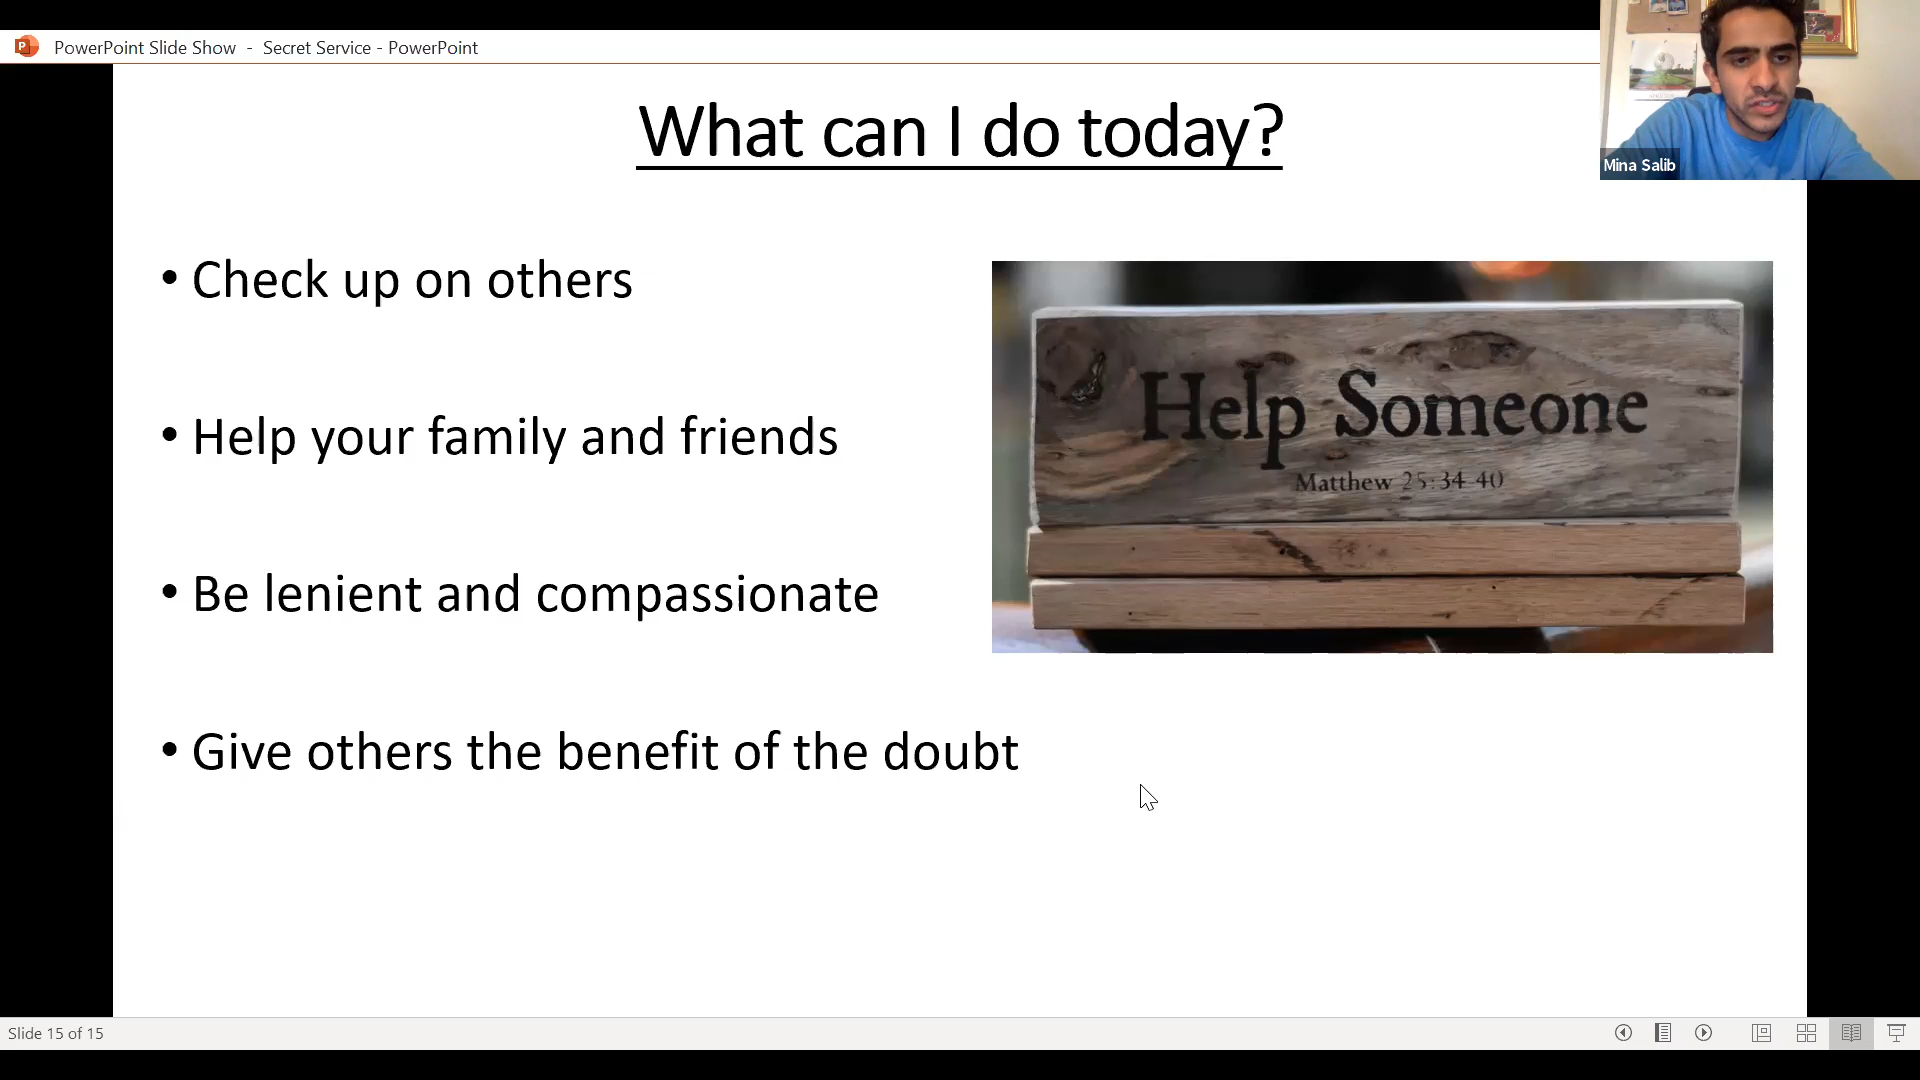 PowerPoint Slide Show - Secret Service - PowerPoint
Mina Salib
What can I do today?
• Check up on others
• Help your family and friends
• Be lenient and compassionate
• Give others the benefit of the doubt
Help Someone
Matthew 25:34-40
Slide 15 of 15